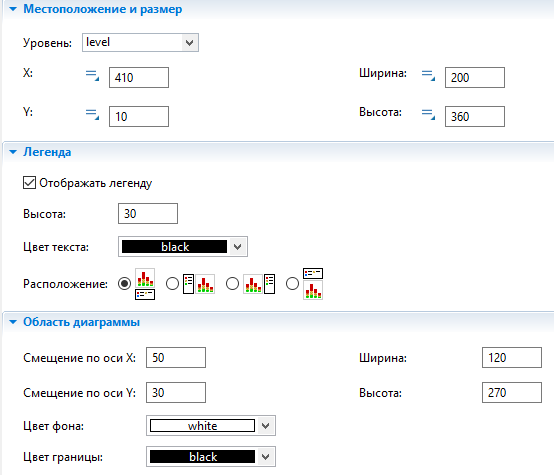 Местоположение и размер
Уровень: level
X: 410 Ширина: 200
Y: 10 Высота: 360
Легенда
Отображать легенду
Высота: 30
Цвет текста: black
Расположение:
Область диаграммы
Смещение по оси X: 50 Ширина: 120
Смещение по оси Y: 30 Высота: 270
Цвет фона: white
Цвет границы: black